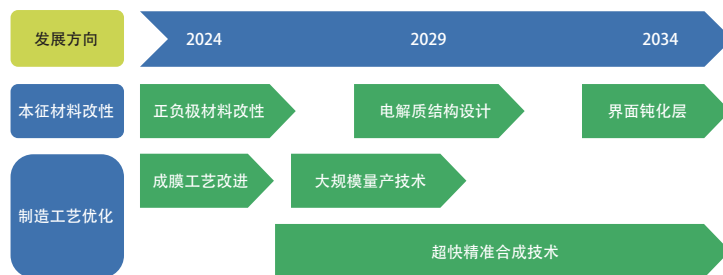 发展方向
2024
2029
2034
本征材料改性
正负极材料改性
电解质结构设计
界面钝化层
制造工艺优化
成膜工艺改进
大规模量产技术
超快精准合成技术